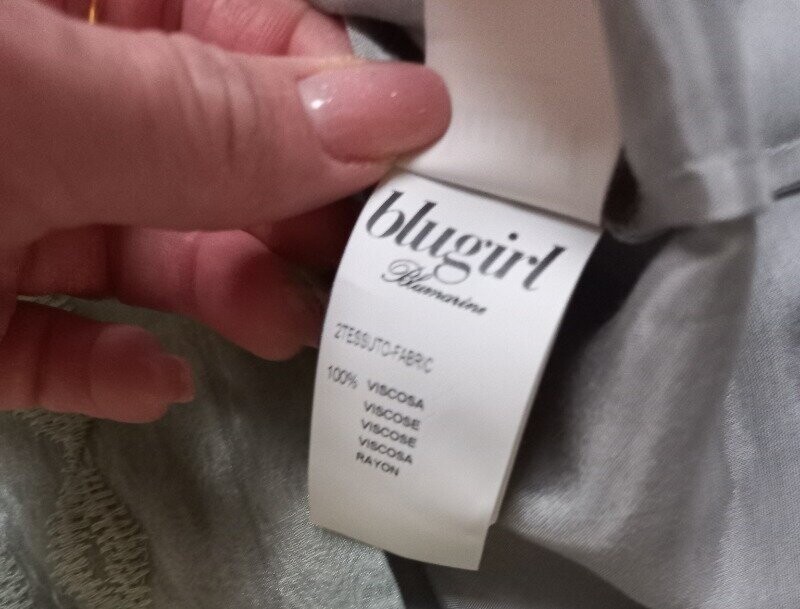 blugirl
Blumarine
2TESSUTO-FABRIC
100% VISCOSA
VISCOSE
VISCOSE
VISCOSA
RAYON